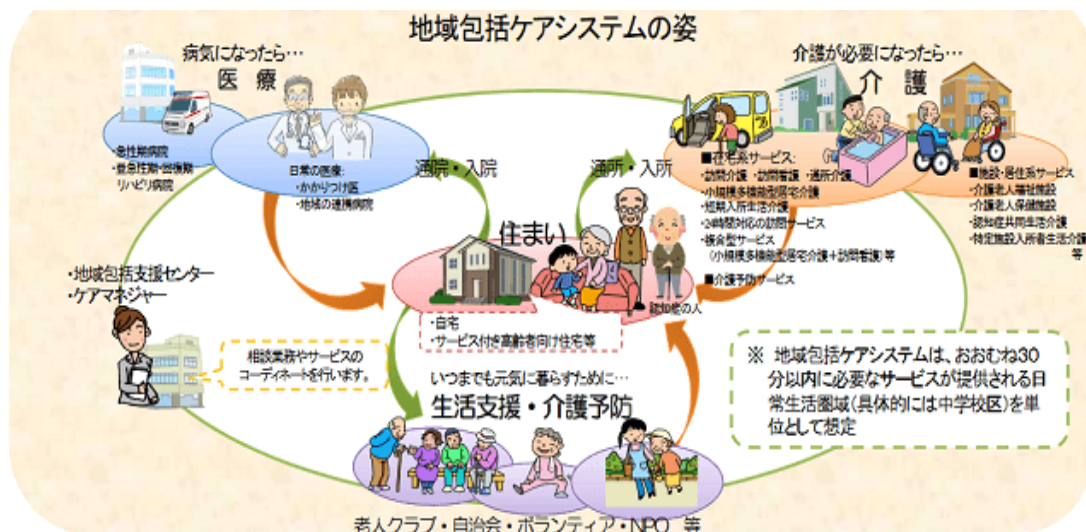 地域包括ケアシステムの姿
病気になったら…
医 療
・急性期病院
・亜急性期・回復期
リハビリ病院
日常の医療:
・かかりつけ医
・地域の連携病院
通院・入院
介護が必要になったら…
介 護
通所・入所
■在宅系サービス:
・訪問介護 ・訪問看護 ・通所介護
・小規模多機能型居宅介護
・短期入所生活介護
・24時間対応の訪問サービス
・複合型サービス
(小規模多機能型居宅介護+訪問看護)等
■介護予防サービス
■施設・居住系サービス
・介護老人福祉施設
・介護老人保健施設
・認知症共同生活介護
・特定施設入所者生活介護
等
住まい
認知症の人
・自宅
・サービス付き高齢者向け住宅等
・地域包括支援センター
・ケアマネジャー
相談業務やサービスの
コーディネートを行います。
いつまでも元気に暮らすために…
生活支援・介護予防
老人クラブ・自治会・ボランティア・NPO 等
※ 地域包括ケアシステムは、おおむね30
分以内に必要なサービスが提供される日
常生活圏域(具体的には中学校区)を単
位として想定